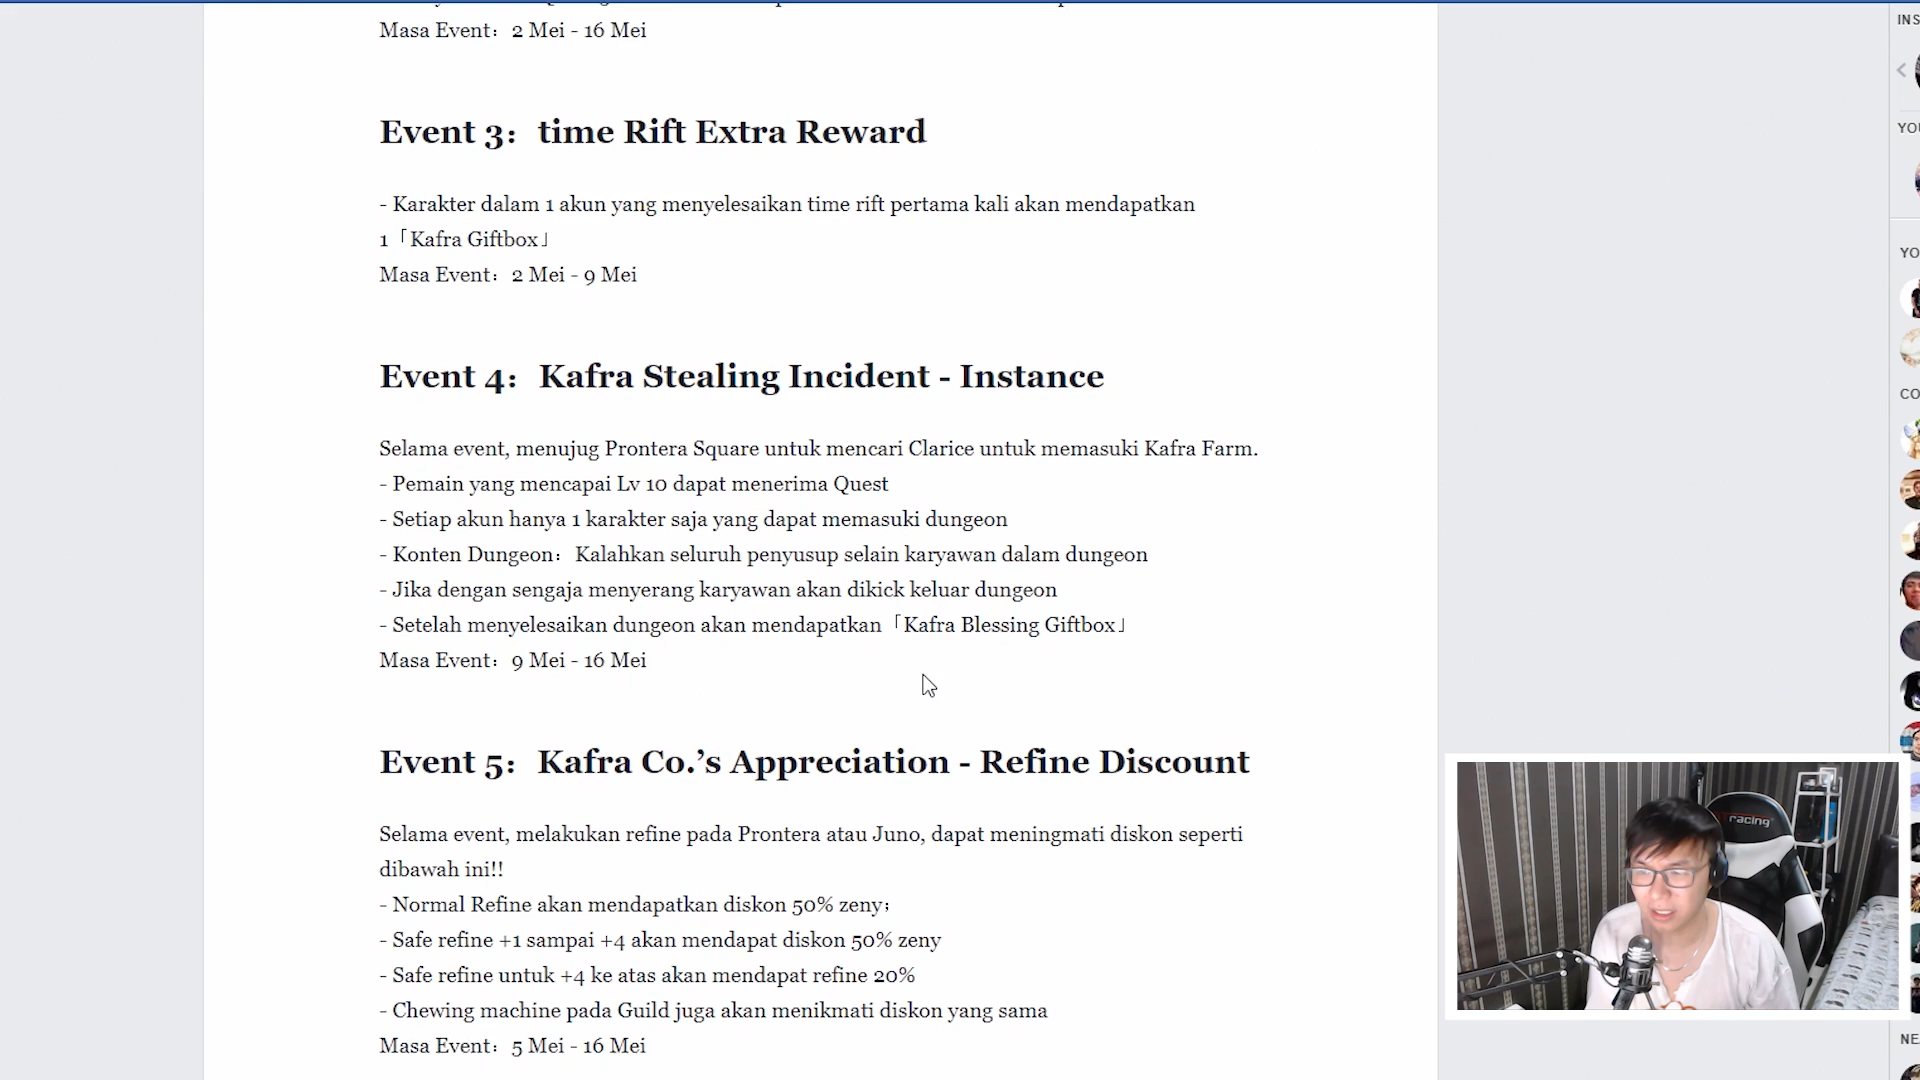 Masa Event： 2 Mei - 16 Mei
Event 3： time Rift Extra Reward
- Karakter dalam 1 akun yang menyelesaikan time rift pertama kali akan mendapatkan
1「Kafra Giftbox」
Masa Event： 2 Mei - 9 Mei
Event 4： Kafra Stealing Incident - Instance
Selama event, menujug Prontera Square untuk mencari Clarice untuk memasuki Kafra Farm.
- Pemain yang mencapai Lv 10 dapat menerima Quest
- Setiap akun hanya 1 karakter saja yang dapat memasuki dungeon
- Konten Dungeon： Kalahkan seluruh penyusup selain karyawan dalam dungeon
- Jika dengan sengaja menyerang karyawan akan dikick keluar dungeon
- Setelah menyelesaikan dungeon akan mendapatkan「Kafra Blessing Giftbox」
Masa Event： 9 Mei - 16 Mei
Event 5： Kafra Co.’s Appreciation - Refine Discount
Selama event, melakukan refine pada Prontera atau Juno, dapat meningmati diskon seperti
dibawah ini!!
- Normal Refine akan mendapatkan diskon 50% zeny；
- Safe refine +1 sampai +4 akan mendapat diskon 50% zeny
- Safe refine untuk +4 ke atas akan mendapat refine 20%
- Chewing machine pada Guild juga akan menikmati diskon yang sama
Masa Event： 5 Mei - 16 Mei
INS
YOU
YO
CO
NE
racing